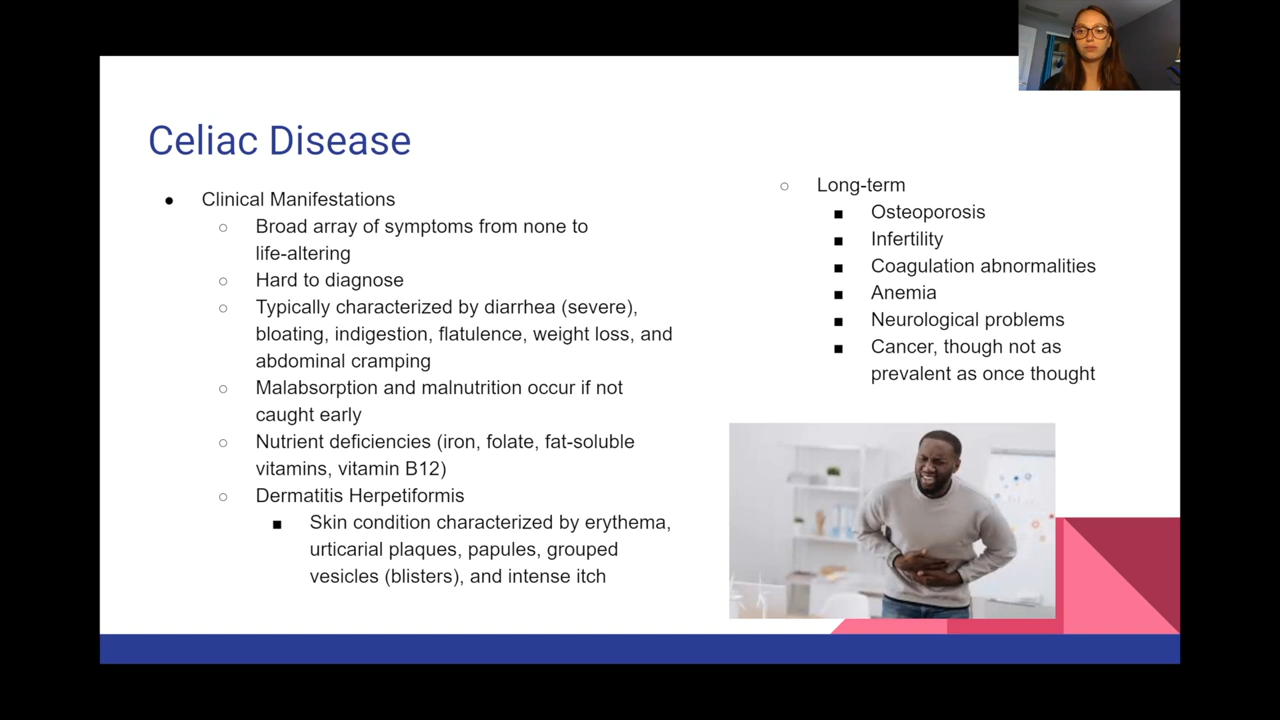 Celiac Disease
● Clinical Manifestations
○ Broad array of symptoms from none to
life-altering
○ Hard to diagnose
○ Typically characterized by diarrhea (severe),
bloating, indigestion, flatulence, weight loss, and
abdominal cramping
○ Malabsorption and malnutrition occur if not
caught early
○ Nutrient deficiencies (iron, folate, fat-soluble
vitamins, vitamin B12)
○ Dermatitis Herpetiformis
■ Skin condition characterized by erythema,
urticarial plaques, papules, grouped
vesicles (blisters), and intense itch
○ Long-term
■ Osteoporosis
■ Infertility
■ Coagulation abnormalities
■ Anemia
■ Neurological problems
■ Cancer, though not as
prevalent as once thought